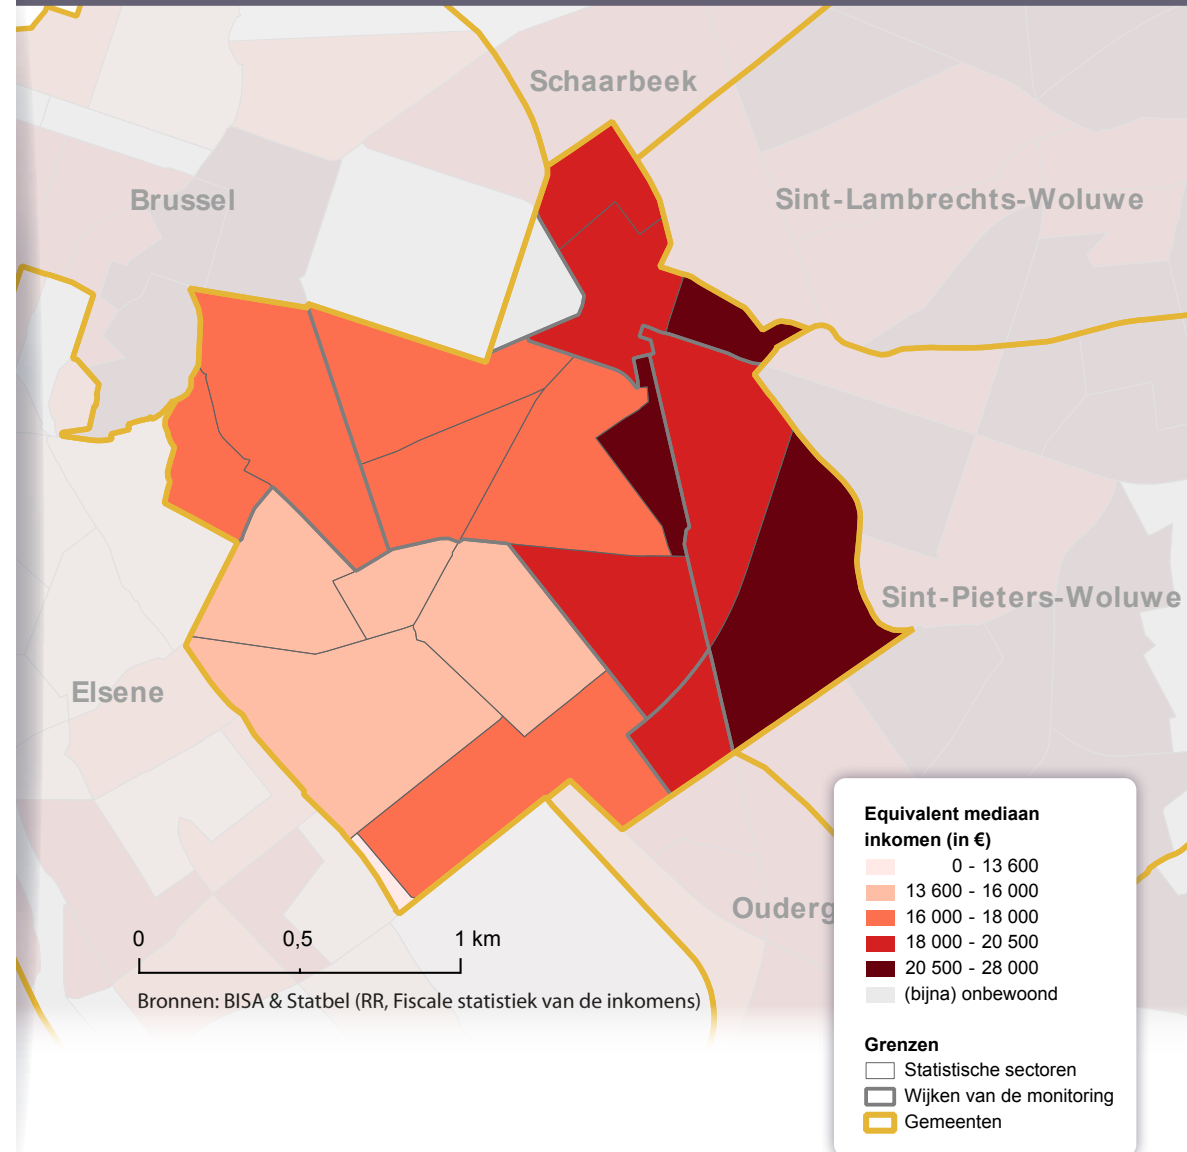 Schaarbeek
Brussel
Sint-Lambrechts-Woluwe
Sint-Pieters-Woluwe
Elsene
Ouderg
0 0,5 1 km
Bronnen: BISA & Statbel (RR, Fiscale statistiek van de inkomens)
Equivalent mediaan
inkomen (in €)
0 - 13 600
13 600 - 16 000
16 000 - 18 000
18 000 - 20 500
20 500 - 28 000
(bijna) onbewoond
Grenzen
Statistische sectoren
Wijken van de monitoring
Gemeenten